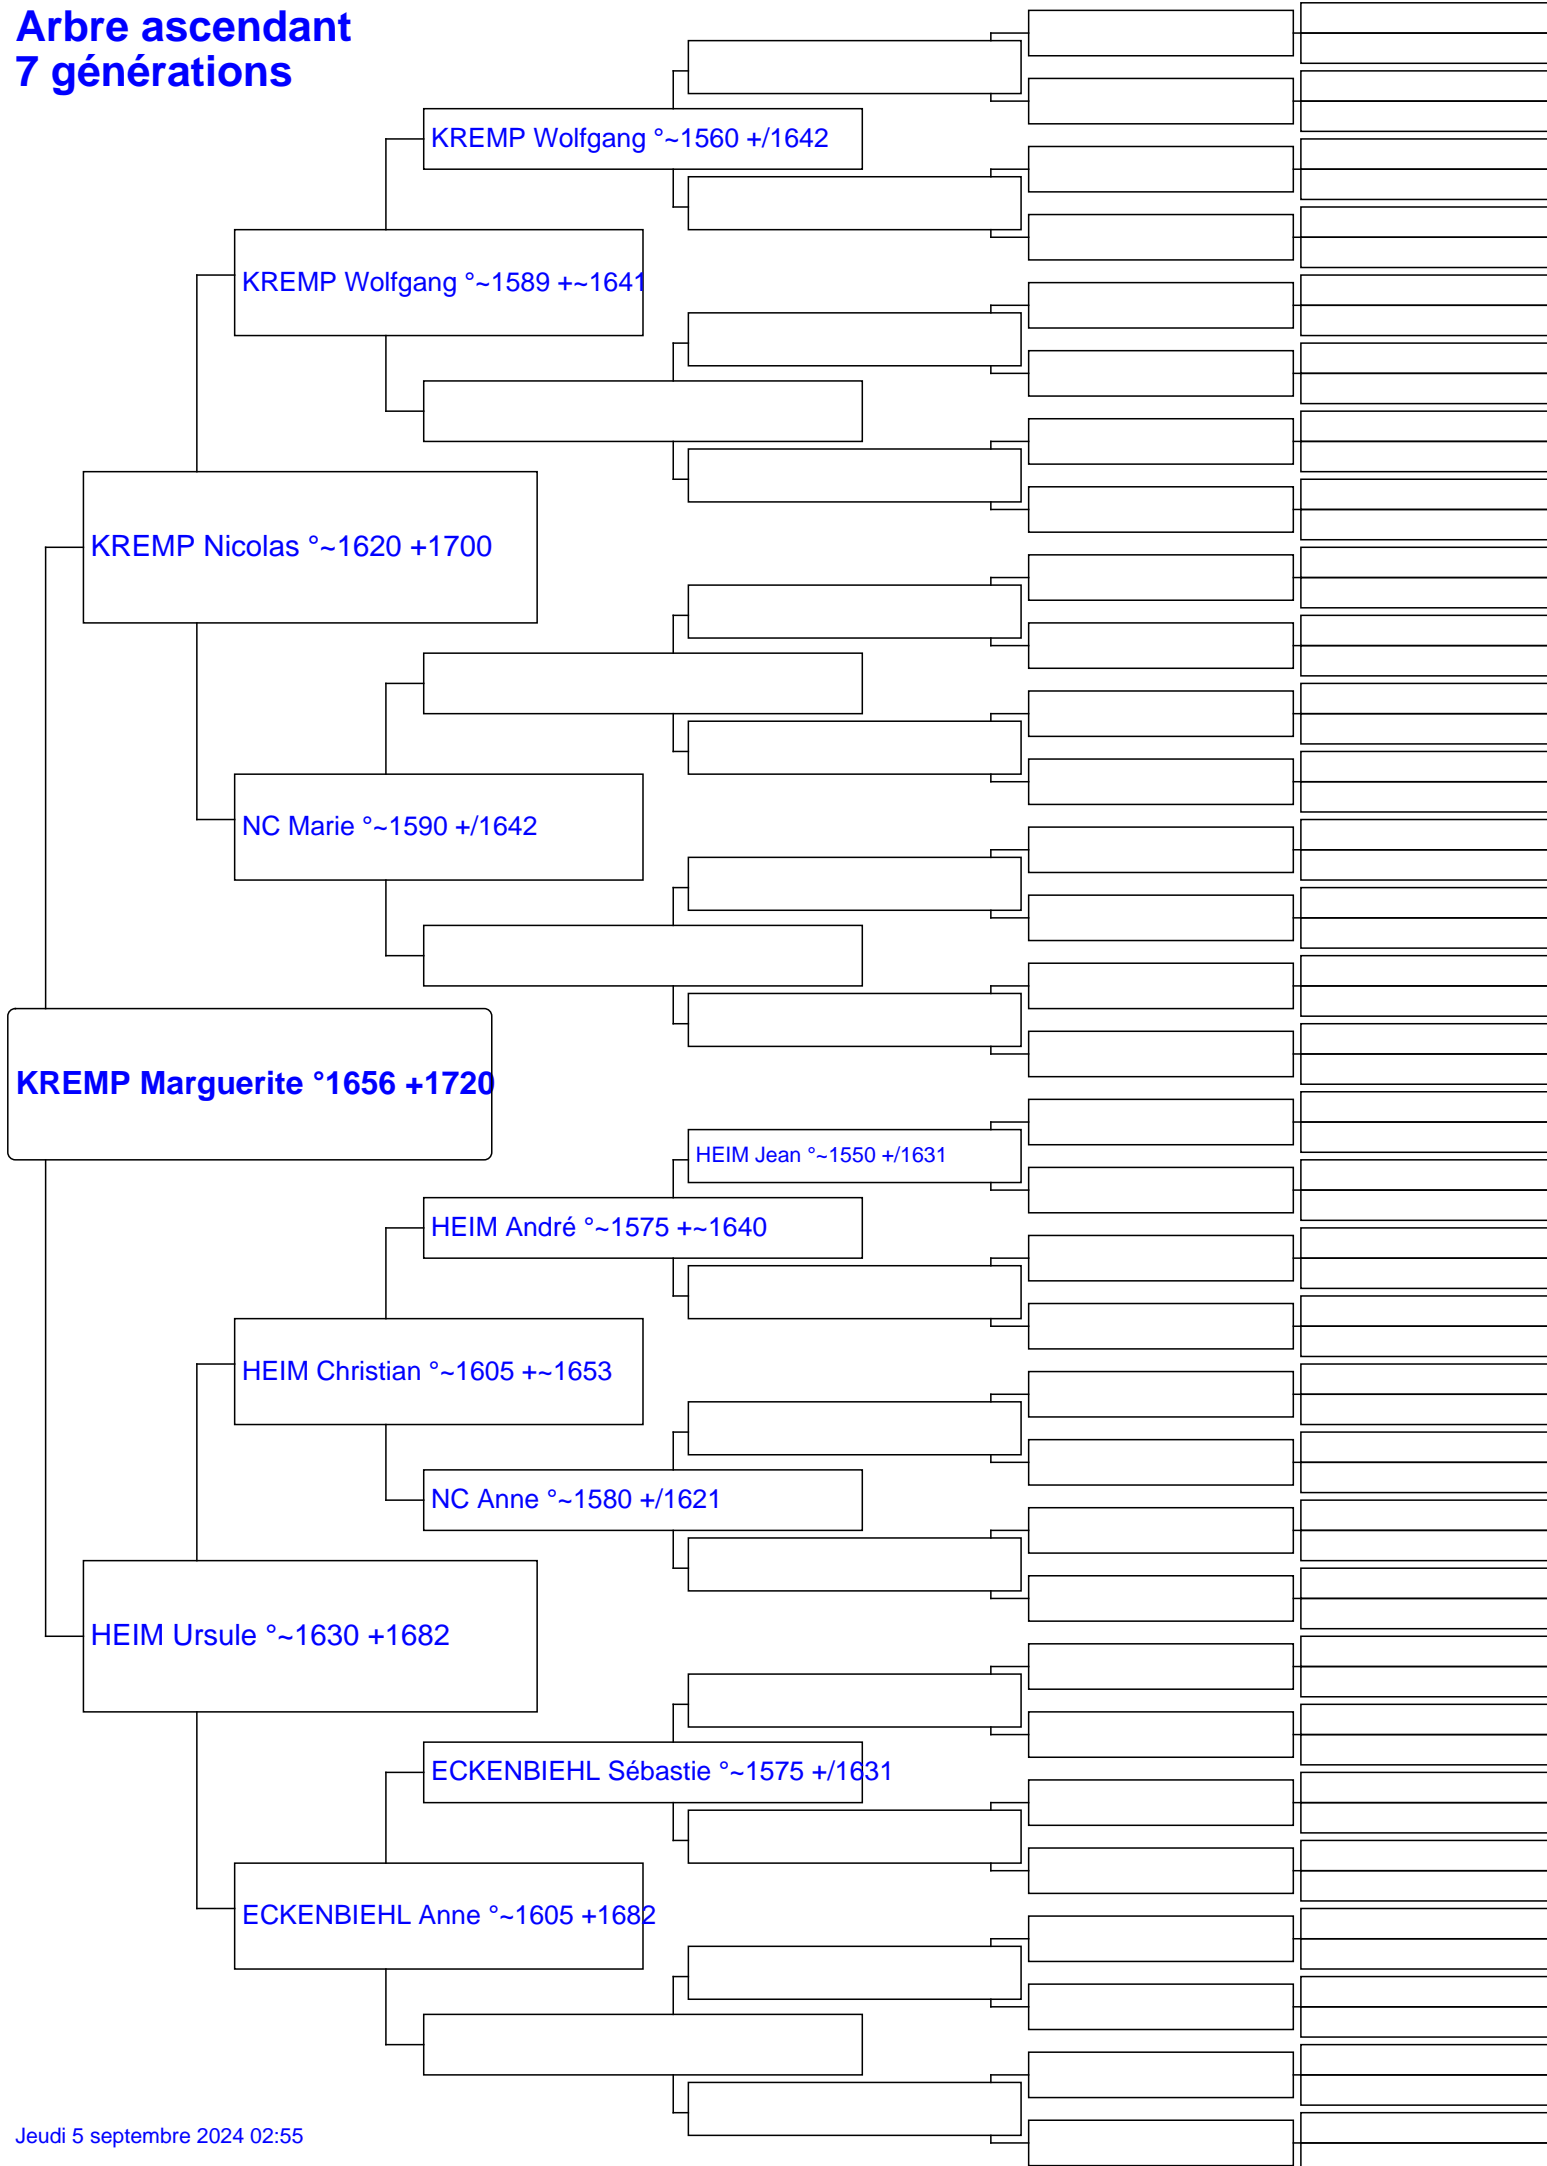 Arbre ascendant
7 générations
KREMP Wolfgang °~1560 +/1642
KREMP Wolfgang °~1589 +~1641
KREMP Nicolas °~1620 +1700
NC Marie °~1590 +/1642
KREMP Marguerite °1656 +1720
HEIM Jean °~1550 +/1631
HEIM André °~1575 +~1640
HEIM Christian °~1605 +~1653
NC Anne °~1580 +/1621
HEIM Ursule °~1630 +1682
ECKENBIEHL Sébastie °~1575 +/1631
ECKENBIEHL Anne °~1605 +1682
Jeudi 5 septembre 2024 02:55